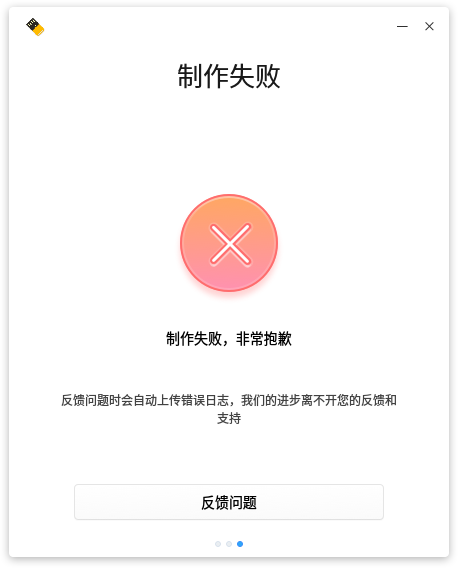 制作失败
制作失败，非常抱歉
反馈问题时会自动上传错误日志，我们的进步离不开您的反馈和
支持
反馈问题